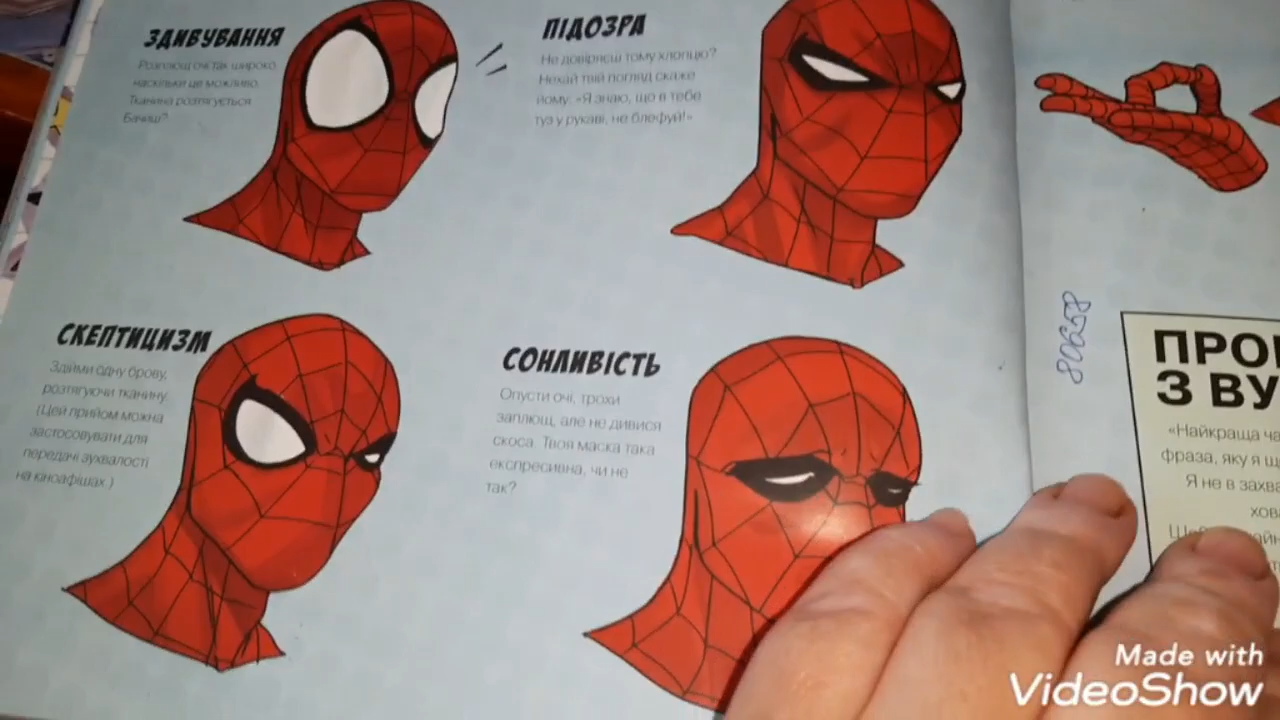 ЗДИВУВАННЯ
Розплющ очі так широко,
наскільки це можливо.
Тканина розтягується.
Бачиш?
ПІДОЗРА
Не довіряєш тому хлопцю?
Нехай твій погляд скаже
йому: «Я знаю, що в тебе
туз у рукаві, не блефуй!»
СКЕПТИЦИЗМ
Здійми одну брову,
розтягуючи тканину.
(Цей прийом можна
застосовувати для
передачі зухвалості
на кіноафішах.)
СОНЛИВІСТЬ
Опусти очі, трохи
заплющ, але не дивися
скоса. Твоя маска така
експресивна, чи не
так?
80658
ПРО
З ВУ
«Найкраща ча
фраза, яку я щ
Я не в захва
хов
Made with
VideoShow